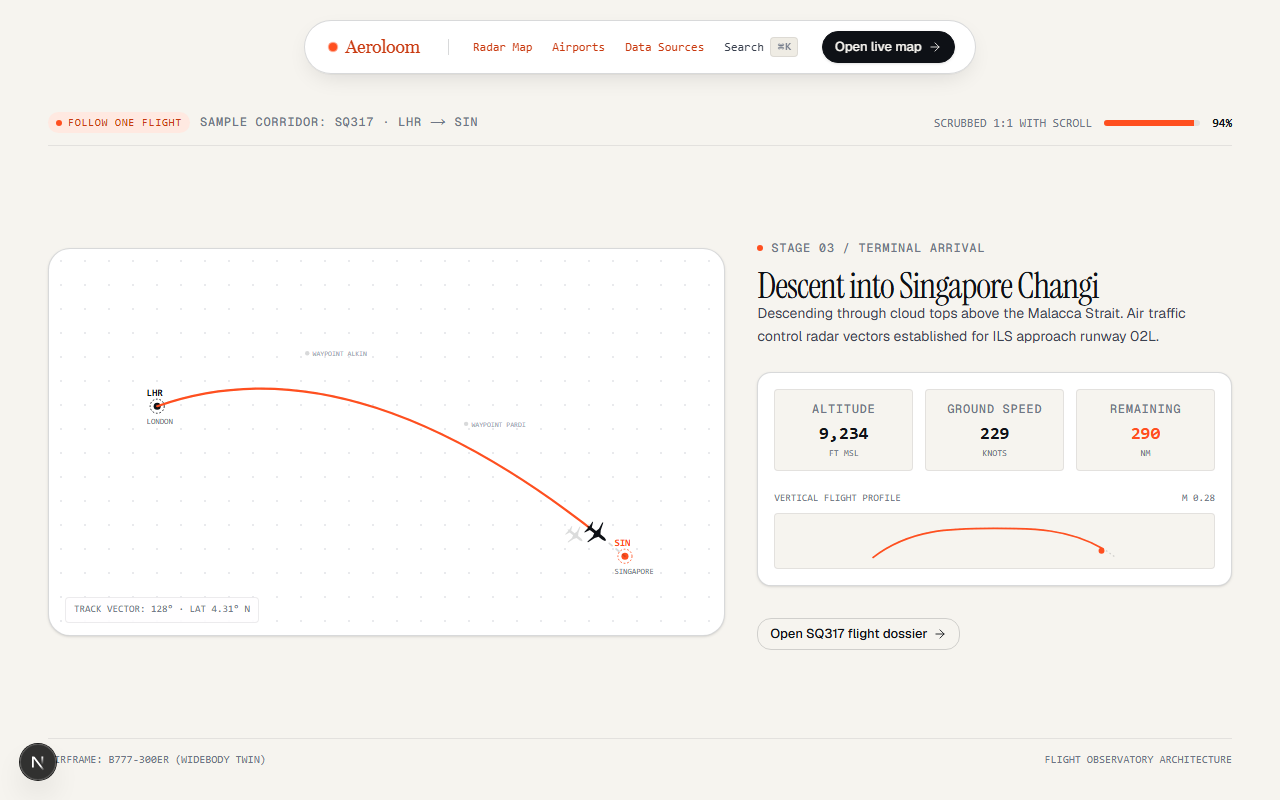 Aeroloom
Radar Map
Airports
Data Sources
Search ⌘K
Open live map →
FOLLOW ONE FLIGHT
SAMPLE CORRIDOR: SQ317 · LHR → SIN
SCRUBBED 1:1 WITH SCROLL
94%
WAYPOINT ALKIN
LHR
LONDON
WAYPOINT PARDI
SIN
SINGAPORE
TRACK VECTOR: 128° · LAT 4.31° N
STAGE 03 / TERMINAL ARRIVAL
Descent into Singapore Changi
Descending through cloud tops above the Malacca Strait. Air traffic
control radar vectors established for ILS approach runway 02L.
ALTITUDE
9,234
FT MSL
GROUND SPEED
229
KNOTS
REMAINING
290
NM
VERTICAL FLIGHT PROFILE
M 0.28
Open SQ317 flight dossier →
N
IRFRAME: B777-300ER (WIDEBODY TWIN)
FLIGHT OBSERVATORY ARCHITECTURE